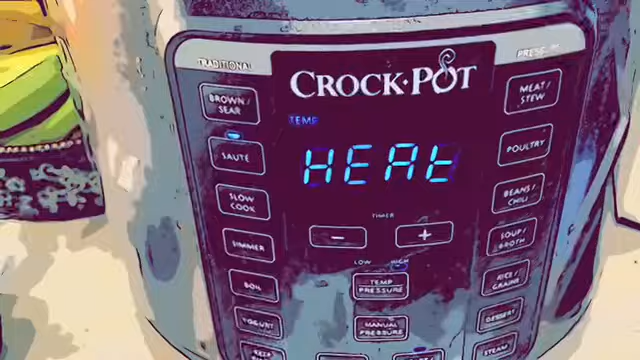 TRADITIONAL
CROCK·POT
BROWN/
SEAR
SAUTÉ
SLOW
COOK
SIMMER
BOIL
YOGURT
KEEP
TEMP
HEAt
TIMER
−
+
LOW
HIGH
TEMP
PRESSURE
MANUAL
PRESSURE
MEAT/
STEW
POULTRY
BEANS/
CHILI
SOUP/
BROTH
RICE/
GRAINS
DESSERT
STEAM